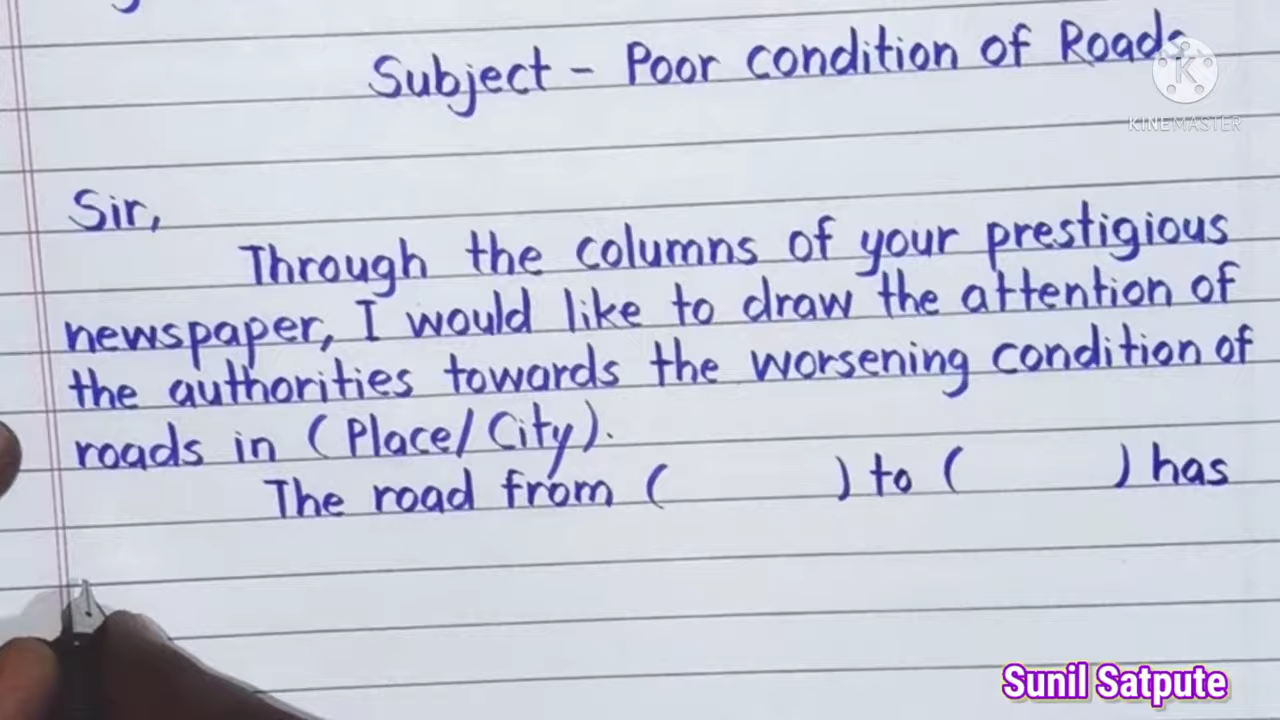 Subject - Poor condition of Roads
KINEMASTER
Sir,
Through the columns of your prestigious
newspaper, I would like to draw the attention of
the authorities towards the worsening condition of
roads in (Place/City).
The road from ( ) to ( ) has
Sunil Satpute